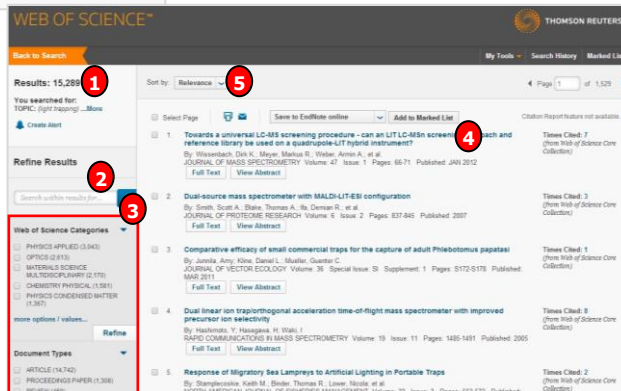 WEB OF SCIENCE™
THOMSON REUTERS
Back to Search
My Tools
Search History
Marked List
Results: 15,289
1
You searched for:
TOPIC: (light trapping) ...More
Create Alert
Sort by: Relevance
5
Page 1 of 1,529
Select Page
Save to EndNote online
Add to Marked List
Citation Report feature not available.
4
Refine Results
2
Search within results for...
3
Web of Science Categories
PHYSICS APPLIED (3,043)
OPTICS (2,613)
MATERIALS SCIENCE
MULTIDISCIPLINARY (2,170)
CHEMISTRY PHYSICAL (1,581)
PHYSICS CONDENSED MATTER
(1,367)
more options / values...
Refine
Document Types
ARTICLE (14,742)
PROCEEDINGS PAPER (1,308)
1. Towards a universal LC-MS screening procedure - can an LIT LC-MSn screening approach and
reference library be used on a quadrupole-LIT hybrid instrument?
By: Wissenbach, Dirk K.; Meyer, Markus R.; Weber, Armin A.; et al.
JOURNAL OF MASS SPECTROMETRY Volume: 47 Issue: 1 Pages: 66-71 Published: JAN 2012
Full Text
View Abstract
Times Cited: 7
(from Web of Science Core
Collection)
2. Dual-source mass spectrometer with MALDI-LIT-ESI configuration
By: Smith, Scott A.; Blake, Thomas A.; Ifa, Demian R.; et al.
JOURNAL OF PROTEOME RESEARCH Volume: 6 Issue: 2 Pages: 837-845 Published: 2007
Full Text
View Abstract
Times Cited: 3
(from Web of Science Core
Collection)
3. Comparative efficacy of small commercial traps for the capture of adult Phlebotomus papatasi
By: Junnila, Amy; Kline, Daniel L.; Mueller, Guenter C.
JOURNAL OF VECTOR ECOLOGY Volume: 36 Special Issue: SI Supplement: 1 Pages: S172-S178 Published:
MAR 2011
Full Text
View Abstract
Times Cited: 1
(from Web of Science Core
Collection)
4. Dual linear ion trap/orthogonal acceleration time-of-flight mass spectrometer with improved
precursor ion selectivity
By: Hashimoto, Y; Hasegawa, H; Waki, I
RAPID COMMUNICATIONS IN MASS SPECTROMETRY Volume: 19 Issue: 11 Pages: 1485-1491 Published: 2005
Full Text
View Abstract
Times Cited: 8
(from Web of Science Core
Collection)
5. Response of Migratory Sea Lampreys to Artificial Lighting in Portable Traps
By: Stamplecoskie, Keith M.; Binder, Thomas R.; Lower, Nicola; et al.
Times Cited: 2
(from Web of Science Core
Collection)